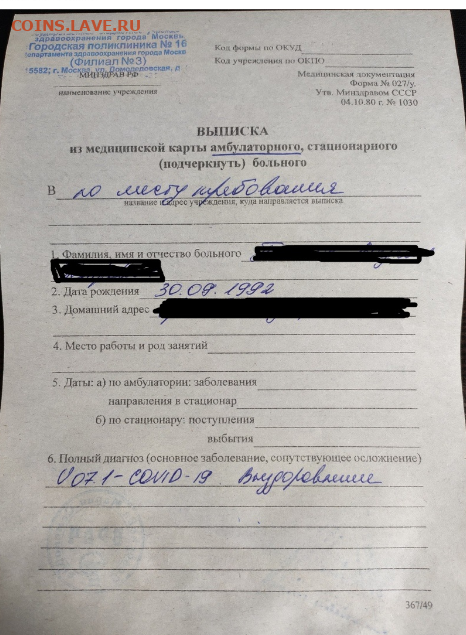 COINS.LAVE.RU
здравоохранения города Москвы
Городская поликлиника № 16
департамента здравоохранения города Москв
(Филиал №3)
15582; г. Москва, ул. Домодедовская, д
МИНЗДРАВ РФ
наименование учреждения
Код формы по ОКУД
Код учреждения по ОКПО
Медицинская документация
Форма № 027/у
Утв. Минздравом СССР
04.10.80 г. № 1030
ВЫПИСКА
из медицинской карты амбулаторного, стационарного
(подчеркнуть) больного
В по месту требования
название и адрес учреждения, куда направляется выписка
1. Фамилия, имя и отчество больного
2. Дата рождения 30.09.1992
3. Домашний адрес
4. Место работы и род занятий
5. Даты: а) по амбулатории: заболевания
направления в стационар
б) по стационару: поступления
выбытия
6. Полный диагноз (основное заболевание, сопутствующее осложнение)
U07.1-COVID-19 Выздоровление
367/49